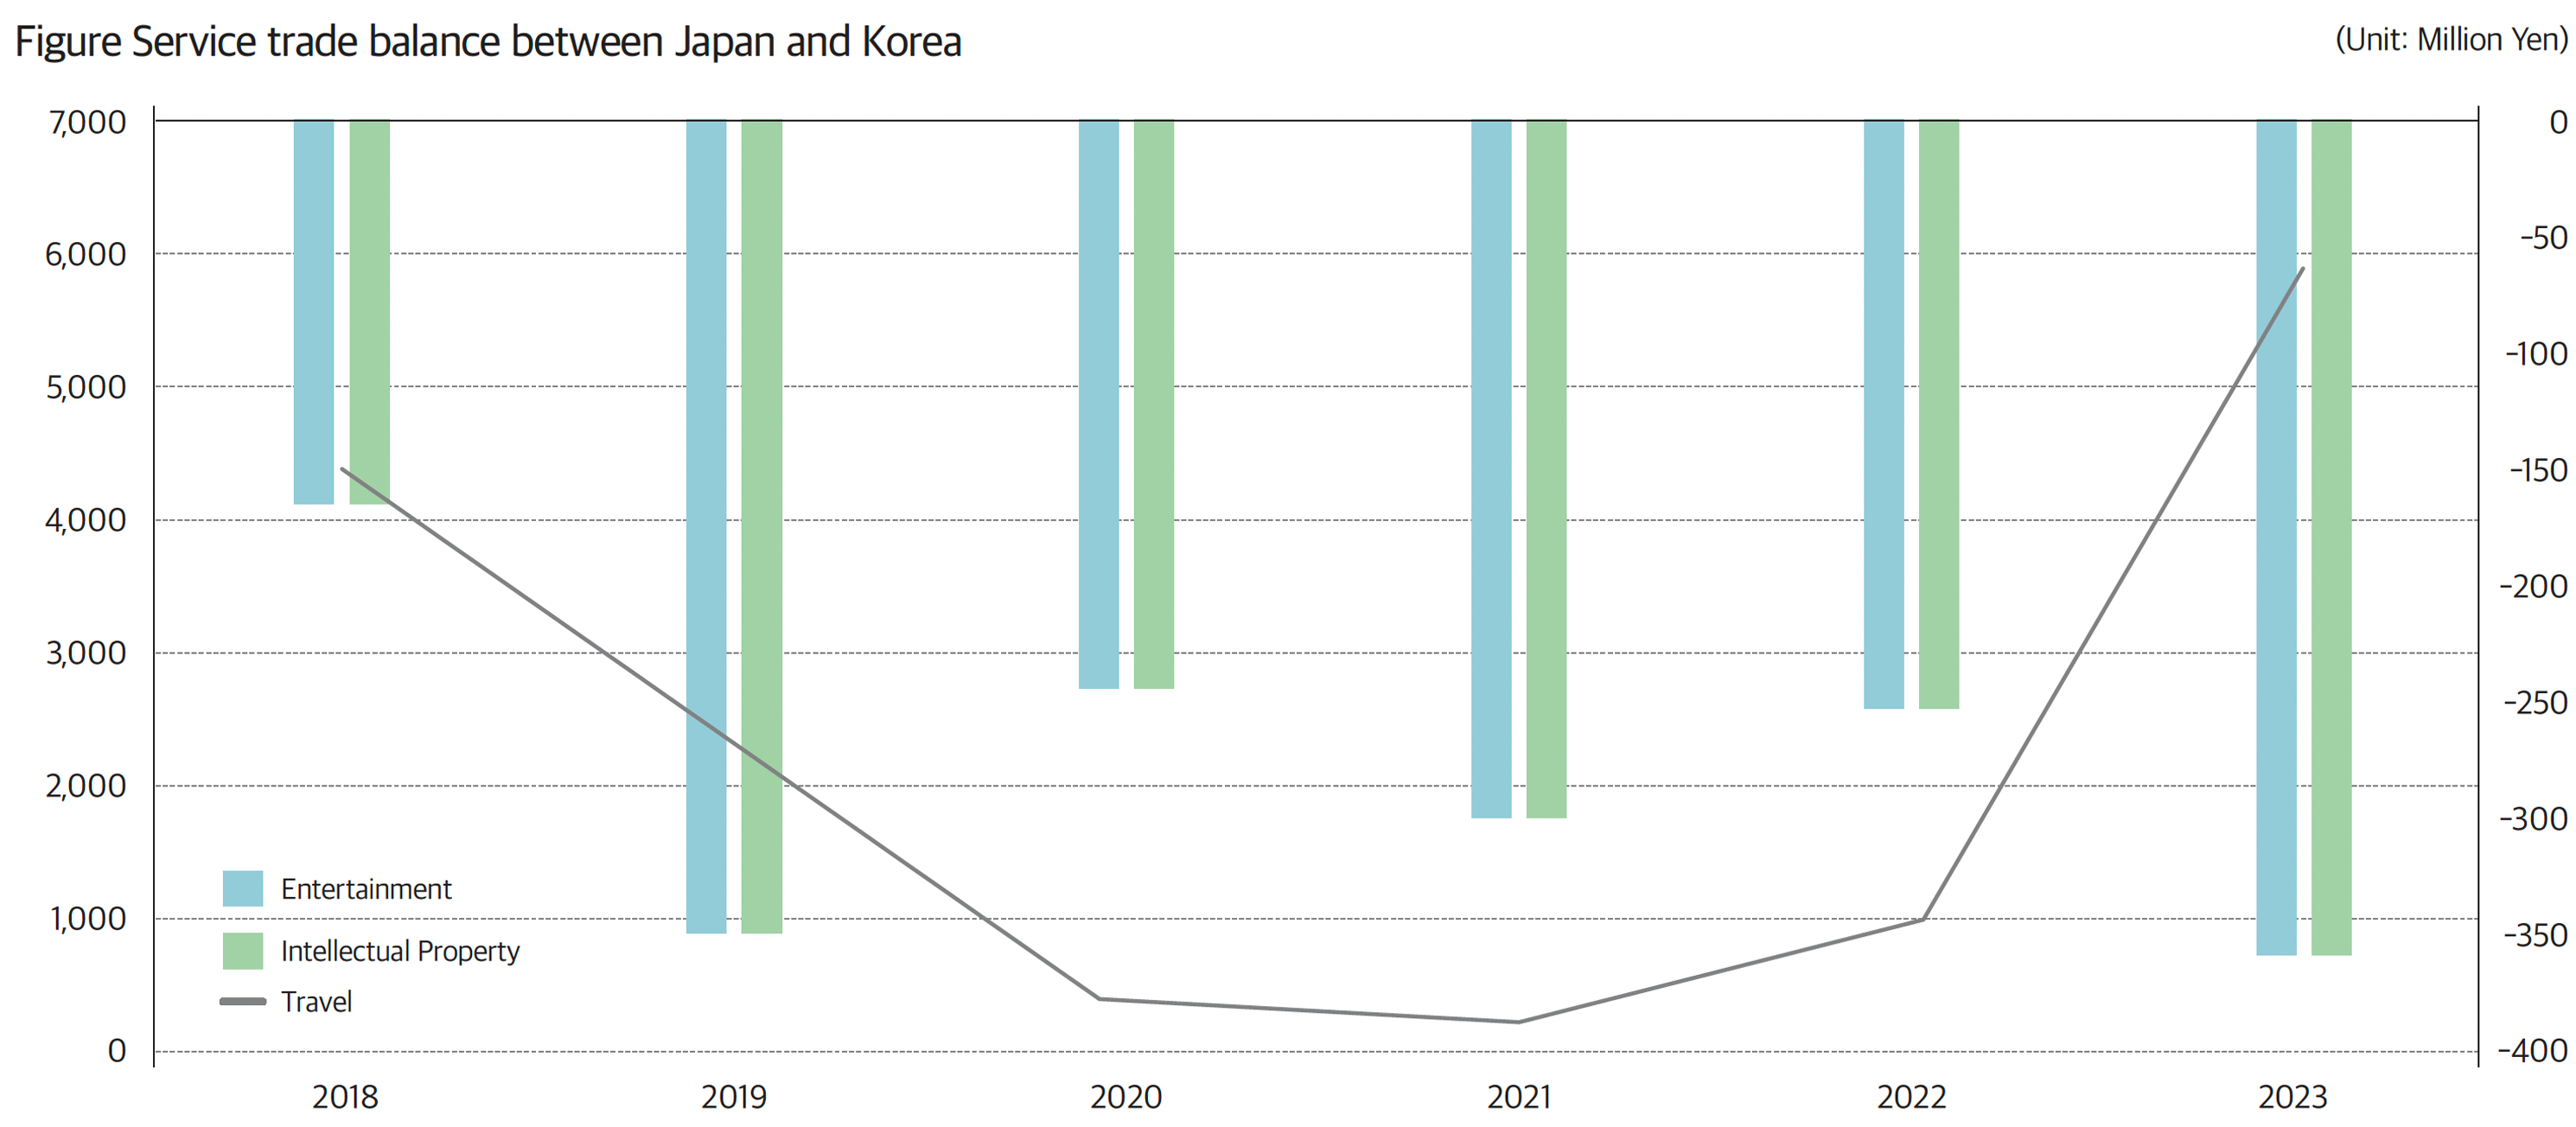 Figure Service trade balance between Japan and Korea
(Unit: Million Yen)
7,000
6,000
5,000
4,000
3,000
2,000
1,000
0
0
-50
-100
-150
-200
-250
-300
-350
-400
Entertainment
Intellectual Property
Travel
2018 2019 2020 2021 2022 2023